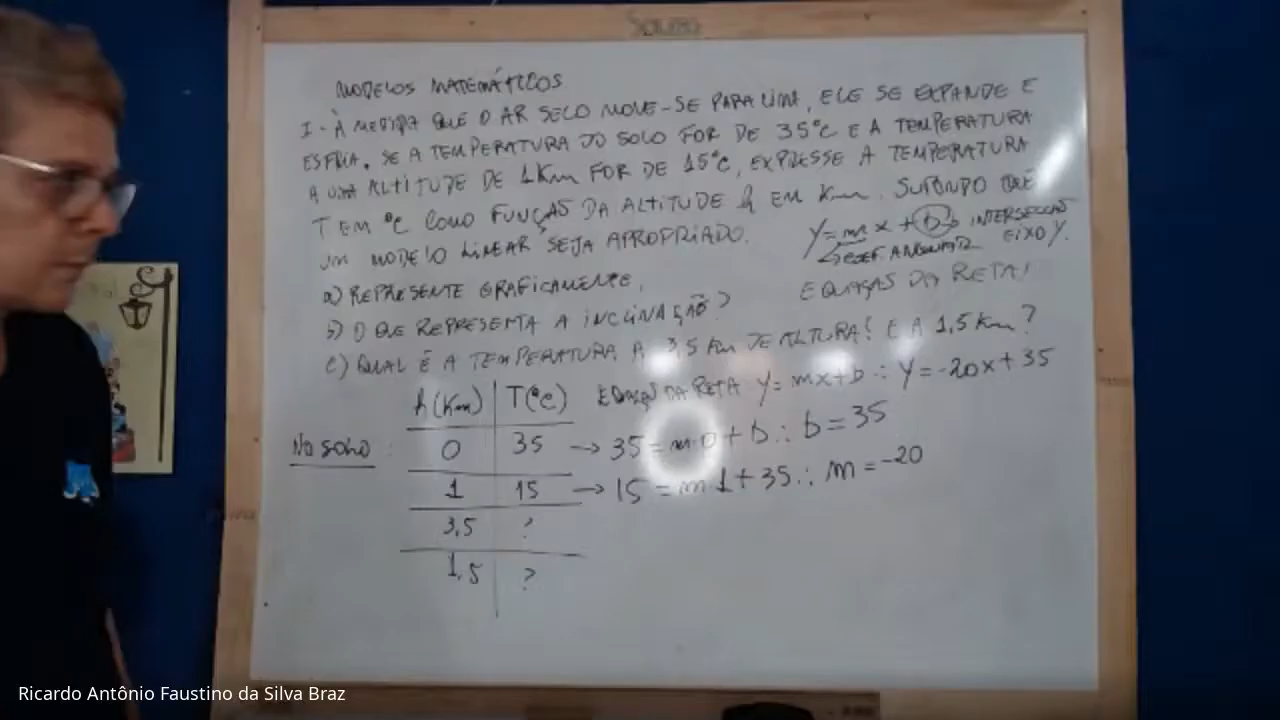 SOUZA
MODELOS MATEMÁTICOS
I - À MEDIDA QUE O AR SECO MOVE-SE PARA CIMA, ELE SE EXPANDE E
ESFRIA. SE A TEMPERATURA DO SOLO FOR DE 35°C E A TEMPERATURA
A UMA ALTITUDE DE 1Km FOR DE 15°C, EXPRESSE A TEMPERATURA
T EM °C COMO FUNÇÃO DA ALTITUDE h EM Km. SUPONDO QUE
UM MODELO LINEAR SEJA APROPRIADO.
y = mx + b → INTERSECÇÃO EIXO Y.
COEF. ANGULAR
EQUAÇÃO DA RETA!
a) REPRESENTE GRAFICAMENTE.
b) O QUE REPRESENTA A INCLINAÇÃO?
c) QUAL É A TEMPERATURA A 3,5 Km DE ALTURA? E A 1,5 Km?
h(Km) T(°C) EQUAÇÃO DA RETA y = mx+b ∴ y = -20x + 35
NO SOLO : 0 35 → 35 = m·0 + b ∴ b = 35
1 15 → 15 = m·1 + 35 ∴ m = -20
3,5 ?
1,5 ?
Ricardo Antônio Faustino da Silva Braz